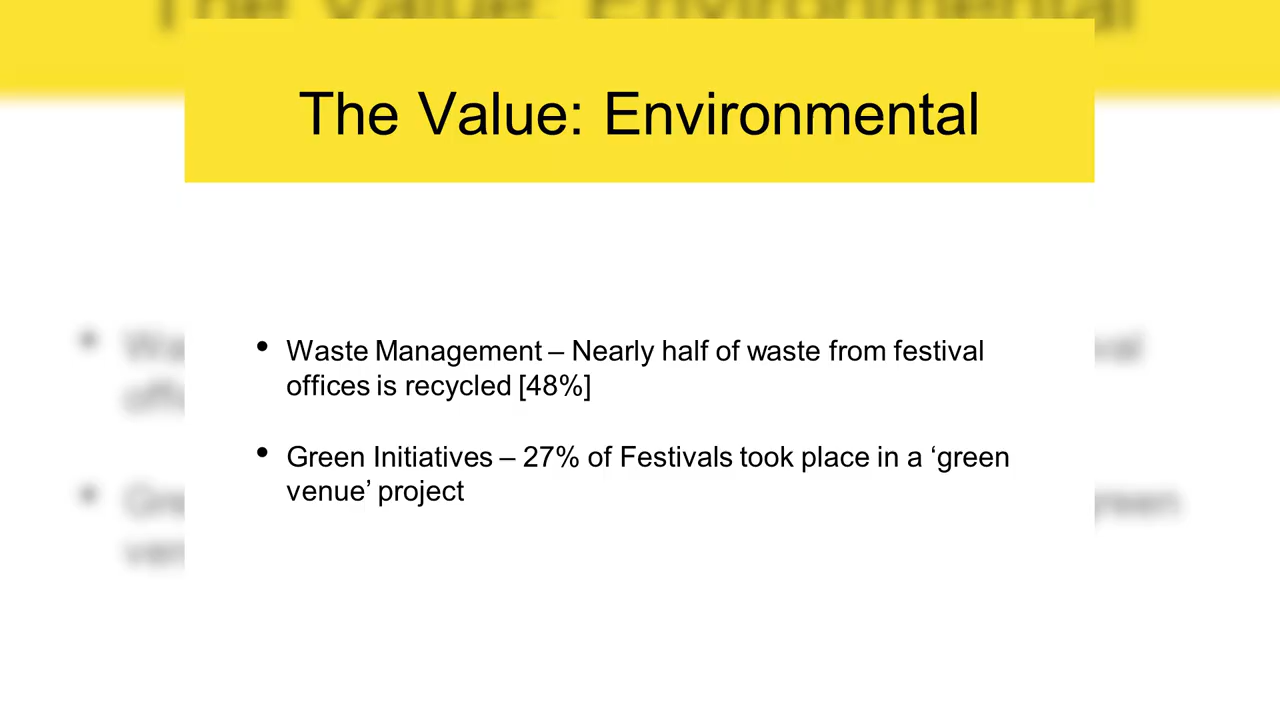 The Value: Environmental
• Waste Management – Nearly half of waste from festival
offices is recycled [48%]
• Green Initiatives – 27% of Festivals took place in a ‘green
venue’ project